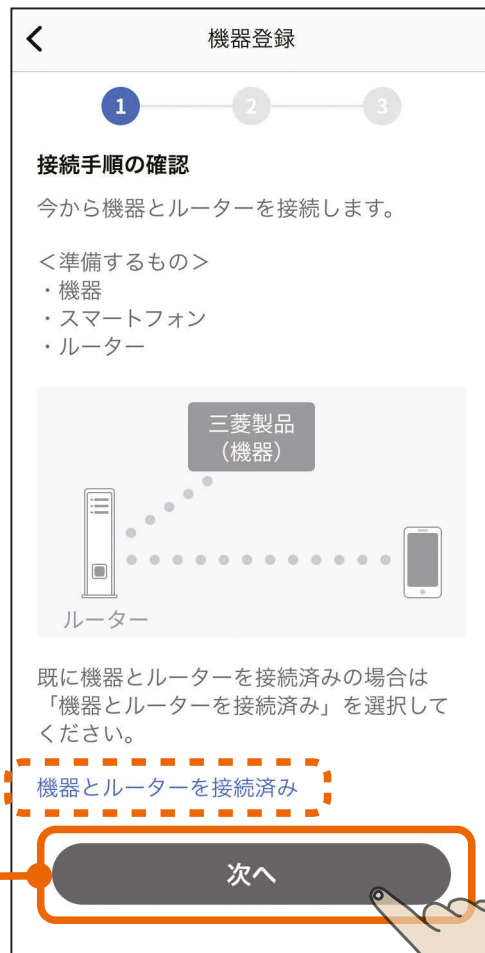 機器登録
1 2 3
接続手順の確認
今から機器とルーターを接続します。
＜準備するもの＞
・機器
・スマートフォン
・ルーター
三菱製品
（機器）
ルーター
既に機器とルーターを接続済みの場合は
「機器とルーターを接続済み」を選択して
ください。
機器とルーターを接続済み
次へ